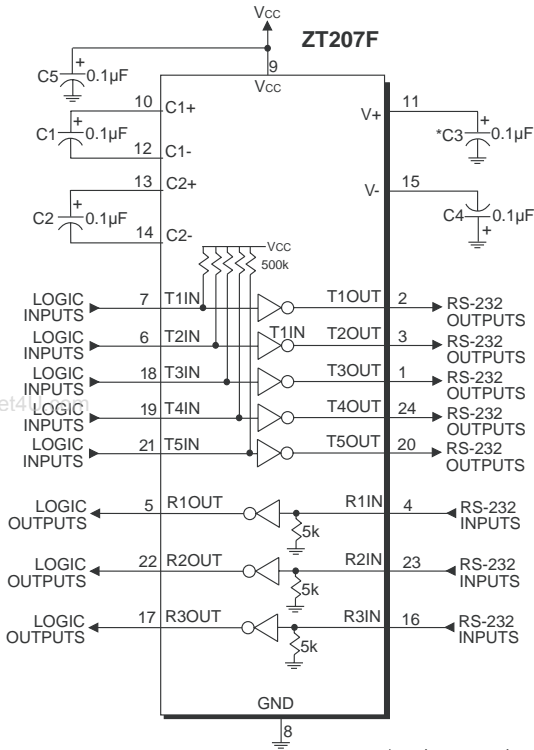 Vcc
ZT207F
9
Vcc
C5 + 0.1µF
10 C1+
C1 + 0.1µF
12 C1-
13 C2+
C2 + 0.1µF
14 C2-
V+ 11
+
*C3 0.1µF
V- 15
C4 0.1µF
+
Vcc
500k
LOGIC INPUTS 7 T1IN T1OUT 2 RS-232 OUTPUTS
LOGIC INPUTS 6 T2IN T1IN T2OUT 3 RS-232 OUTPUTS
LOGIC INPUTS 18 T3IN T3OUT 1 RS-232 OUTPUTS
et4U.com
LOGIC INPUTS 19 T4IN T4OUT 24 RS-232 OUTPUTS
LOGIC INPUTS 21 T5IN T5OUT 20 RS-232 OUTPUTS
LOGIC OUTPUTS 5 R1OUT R1IN 4 RS-232 INPUTS
5k
LOGIC OUTPUTS 22 R2OUT R2IN 23 RS-232 INPUTS
5k
LOGIC OUTPUTS 17 R3OUT R3IN 16 RS-232 INPUTS
5k
GND
8